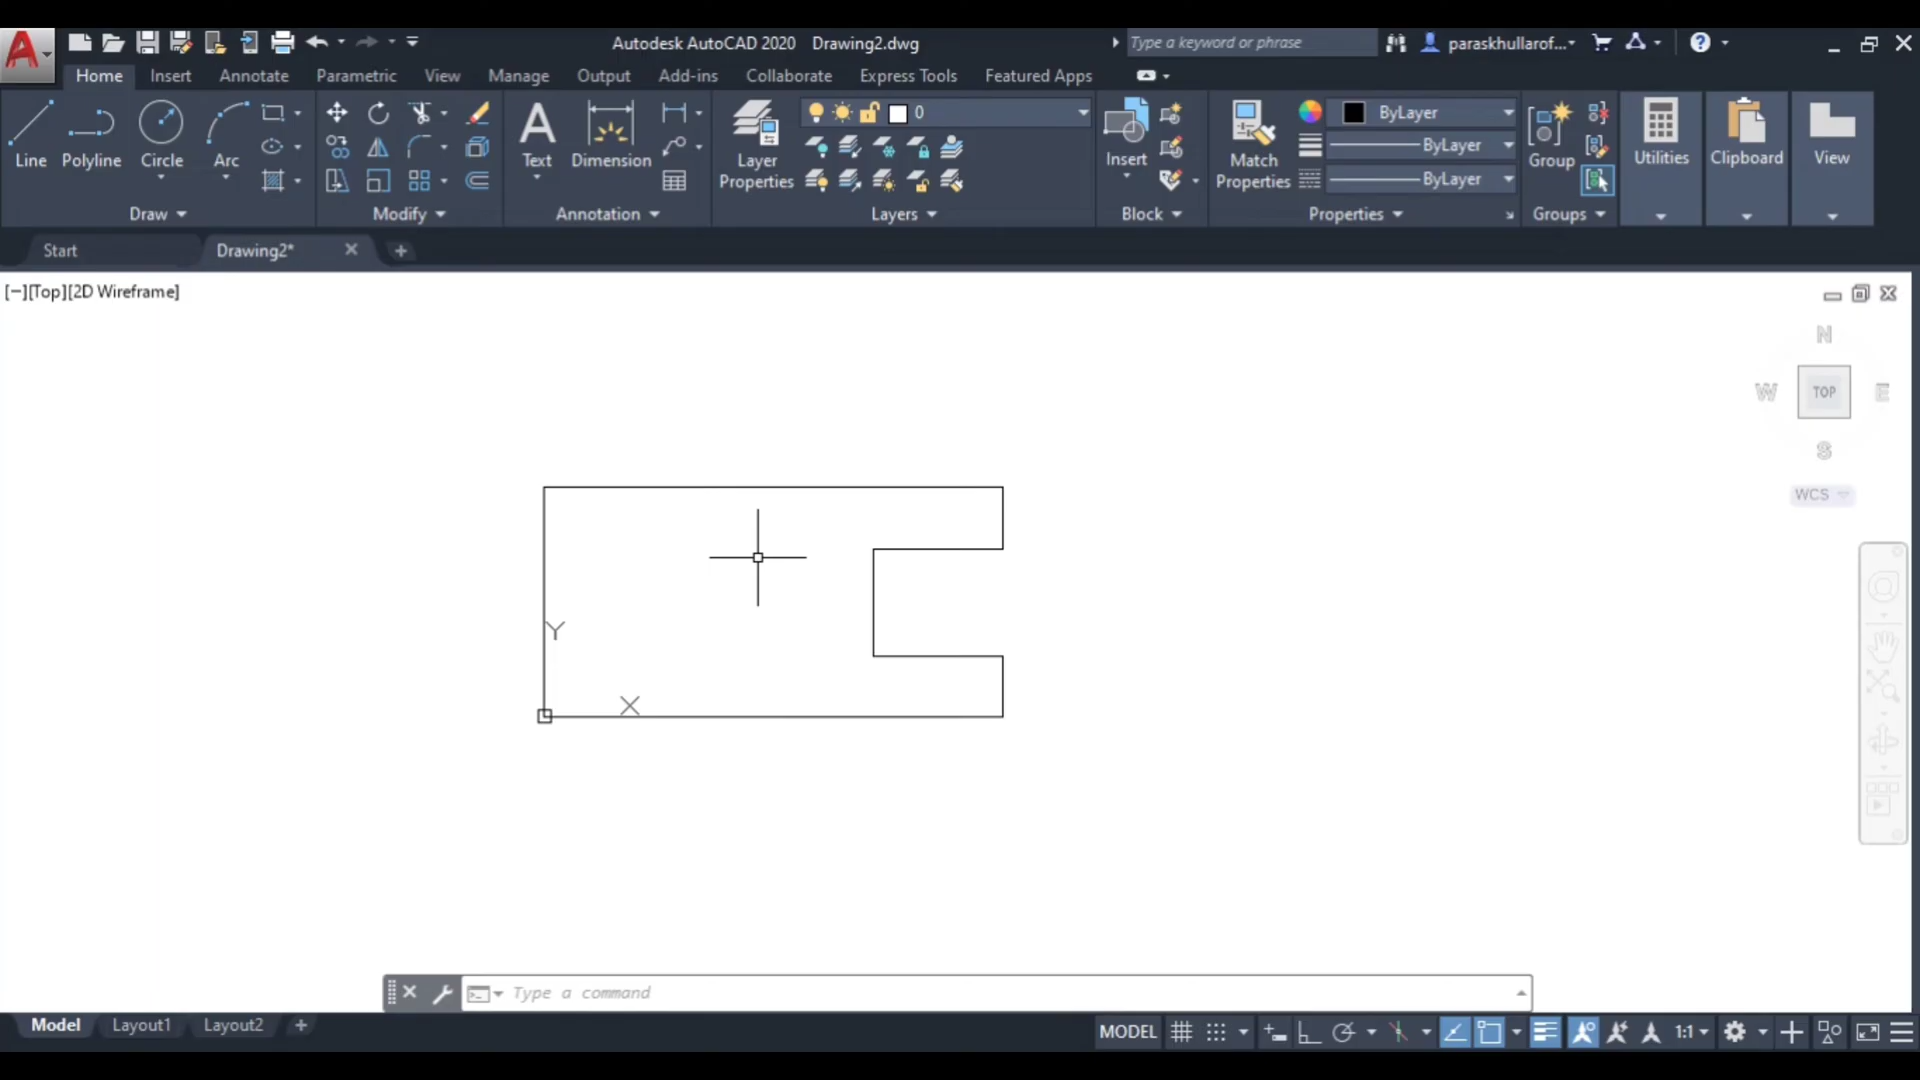 A
Autodesk AutoCAD 2020 Drawing2.dwg
Type a keyword or phrase
paraskhullarof...
Home Insert Annotate Parametric View Manage Output Add-ins Collaborate Express Tools Featured Apps
0
ByLayer
ByLayer
ByLayer
Line Polyline Circle Arc
A
Text Dimension
Layer Properties
Insert
Match Properties
Group
Utilities Clipboard View
Draw Modify Annotation Layers Block Properties Groups
Start Drawing2* +
[−][Top][2D Wireframe]
N
W TOP E
S
WCS
Y
X
Type a command
Model Layout1 Layout2 +
MODEL 1:1